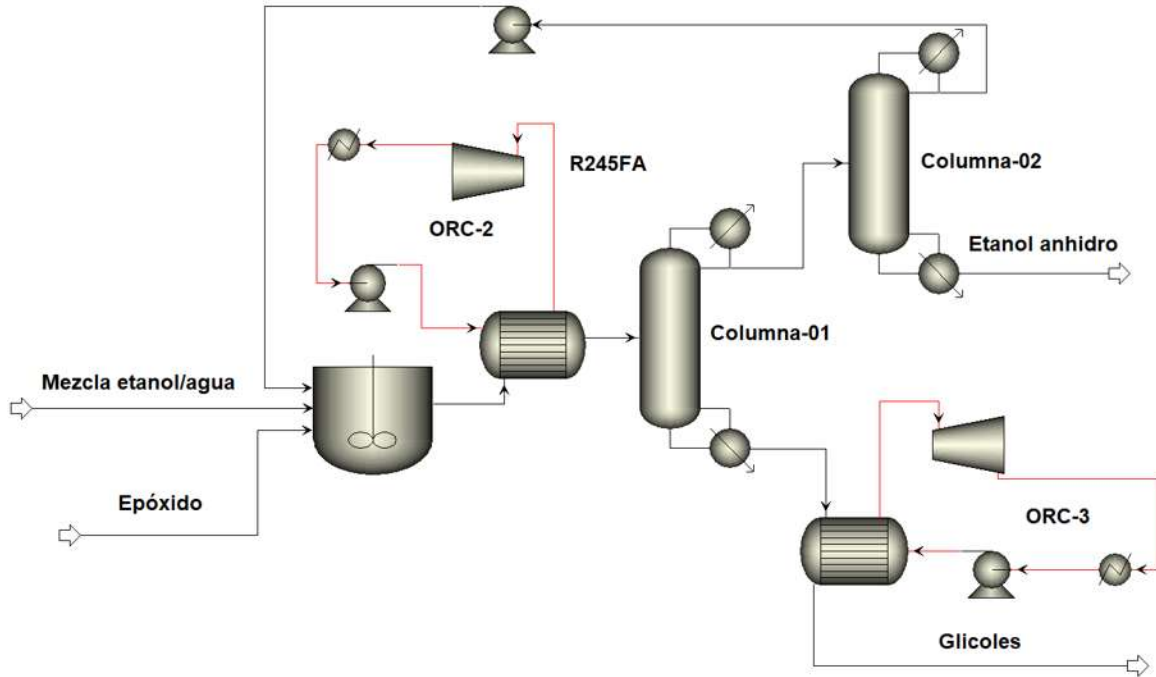 Columna-02
R245FA
ORC-2
Etanol anhidro
Columna-01
Mezcla etanol/agua
Epóxido
ORC-3
Glicoles